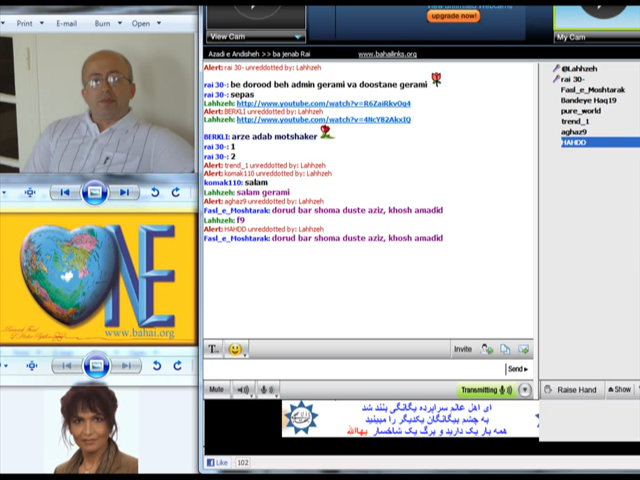 Print
E-mail
Burn
Open
upgrade now!
View Cam
My Cam
Azadi e Andisheh >> ba jenab Rai
www.bahailinks.org
Alert: rai 30- unreddotted by: Lahhzeh
rai 30-: be dorood beh admin gerami va doostane gerami
rai 30-: sepas
Lahhzeh: http://www.youtube.com/watch?v=R6ZaiRkvOq4
Alert: BERKLI unreddotted by: Lahhzeh
Lahhzeh: http://www.youtube.com/watch?v=4NcY82AkxIQ
BERKLI: arze adab motshaker
rai 30-: 1
rai 30-: 2
Alert: trend_1 unreddotted by: Lahhzeh
Alert: komak110 unreddotted by: Lahhzeh
komak110: salam
Lahhzeh: salam gerami
Alert: aghaz9 unreddotted by: Lahhzeh
Fasl_e_Moshtarak: dorud bar shoma duste aziz, khosh amadid
Lahhzeh: f9
Alert: HAHDD unreddotted by: Lahhzeh
Fasl_e_Moshtarak: dorud bar shoma duste aziz, khosh amadid
@Lahhzeh
rai 30-
Fasl_e_Moshtarak
Bandeye Haq19
pure_world
trend_1
aghaz9
HAHDD
ONE
www.bahai.org
Invite
Send
Mute
Transmitting
Raise Hand
Show
ای اهل عالم سراپرده یگانگی بلند شد
به چشم بیگانگان یکدیگر را مبینید
همه بار یک دارید و برگ یک شاخسار بهاالله
Like
102